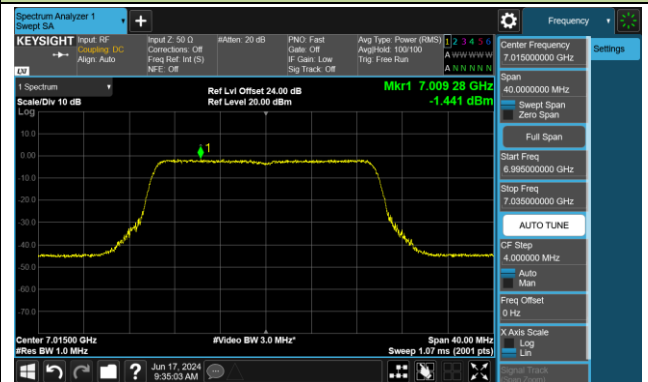 Spectrum Analyzer 1
Swept SA
+
Frequency
KEYSIGHT
Input: RF
Coupling: DC
Align: Auto
Input Z: 50 Ω
Corrections: Off
Freq Ref: Int (S)
NFE: Off
#Atten: 20 dB
PNO: Fast
Gate: Off
IF Gain: Low
Sig Track: Off
Avg Type: Power (RMS)
Avg|Hold: 100/100
Trig: Free Run
1 2 3 4 5 6
A W W W W W
A N N N N N
LXI
1 Spectrum
Scale/Div 10 dB
Log
Ref Lvl Offset 24.00 dB
Ref Level 20.00 dBm
Mkr1 7.009 28 GHz
-1.441 dBm
1
10.0
0.00
-10.0
-20.0
-30.0
-40.0
-50.0
-60.0
-70.0
Center 7.01500 GHz
#Res BW 1.0 MHz
#Video BW 3.0 MHz*
Span 40.00 MHz
Sweep 1.07 ms (2001 pts)
Jun 17, 2024
9:35:03 AM
Center Frequency
7.015000000 GHz
Settings
Span
40.0000000 MHz
Swept Span
Zero Span
Full Span
Start Freq
6.995000000 GHz
Stop Freq
7.035000000 GHz
AUTO TUNE
CF Step
4.000000 MHz
Auto
Man
Freq Offset
0 Hz
X Axis Scale
Log
Lin
Signal Track
(Span Zoom)